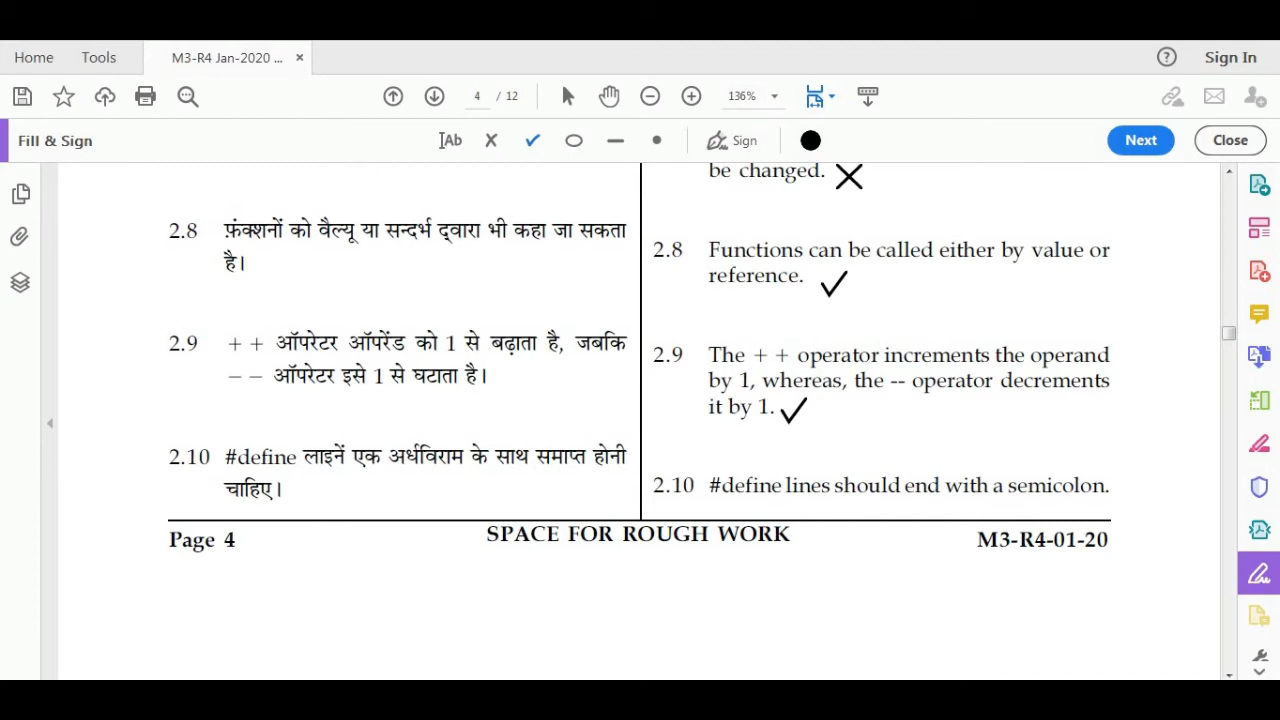 Home
Tools
M3-R4 Jan-2020 ...
Sign In
4 / 12
136%
Fill & Sign
Ab
Sign
Next
Close
2.8 फ़ंक्शनों को वैल्यू या सन्दर्भ द्वारा भी कहा जा सकता
है।
2.9 ++ ऑपरेटर ऑपरेंड को 1 से बढ़ाता है, जबकि
-- ऑपरेटर इसे 1 से घटाता है।
2.10 #define लाइनें एक अर्धविराम के साथ समाप्त होनी
चाहिए।
be changed.
2.8 Functions can be called either by value or
reference.
2.9 The ++ operator increments the operand
by 1, whereas, the -- operator decrements
it by 1.
2.10 #define lines should end with a semicolon.
Page 4
SPACE FOR ROUGH WORK
M3-R4-01-20